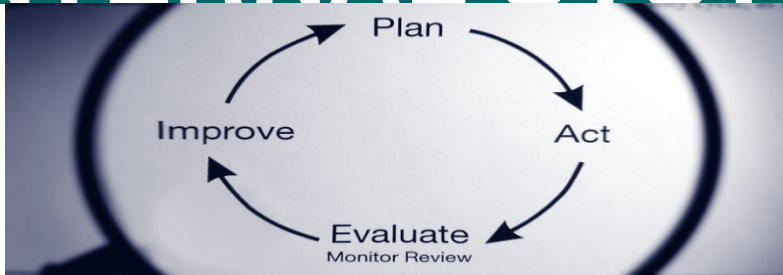 Plan
Improve
Act
Evaluate
Monitor Review